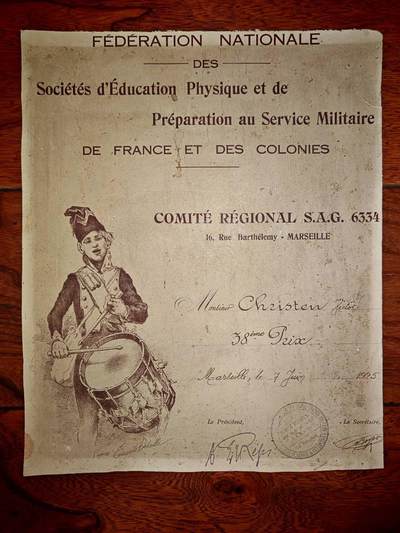 FÉDÉRATION NATIONALE
DES
Sociétés d'Éducation Physique et de
Préparation au Service Militaire
DE FRANCE ET DES COLONIES
COMITÉ RÉGIONAL S.A.G. 6334
16, Rue Barthélemy - MARSEILLE
Monsieur Christen
38ème Prix
Marseille, le 7 Juin
Le Président,
Le Secrétaire,